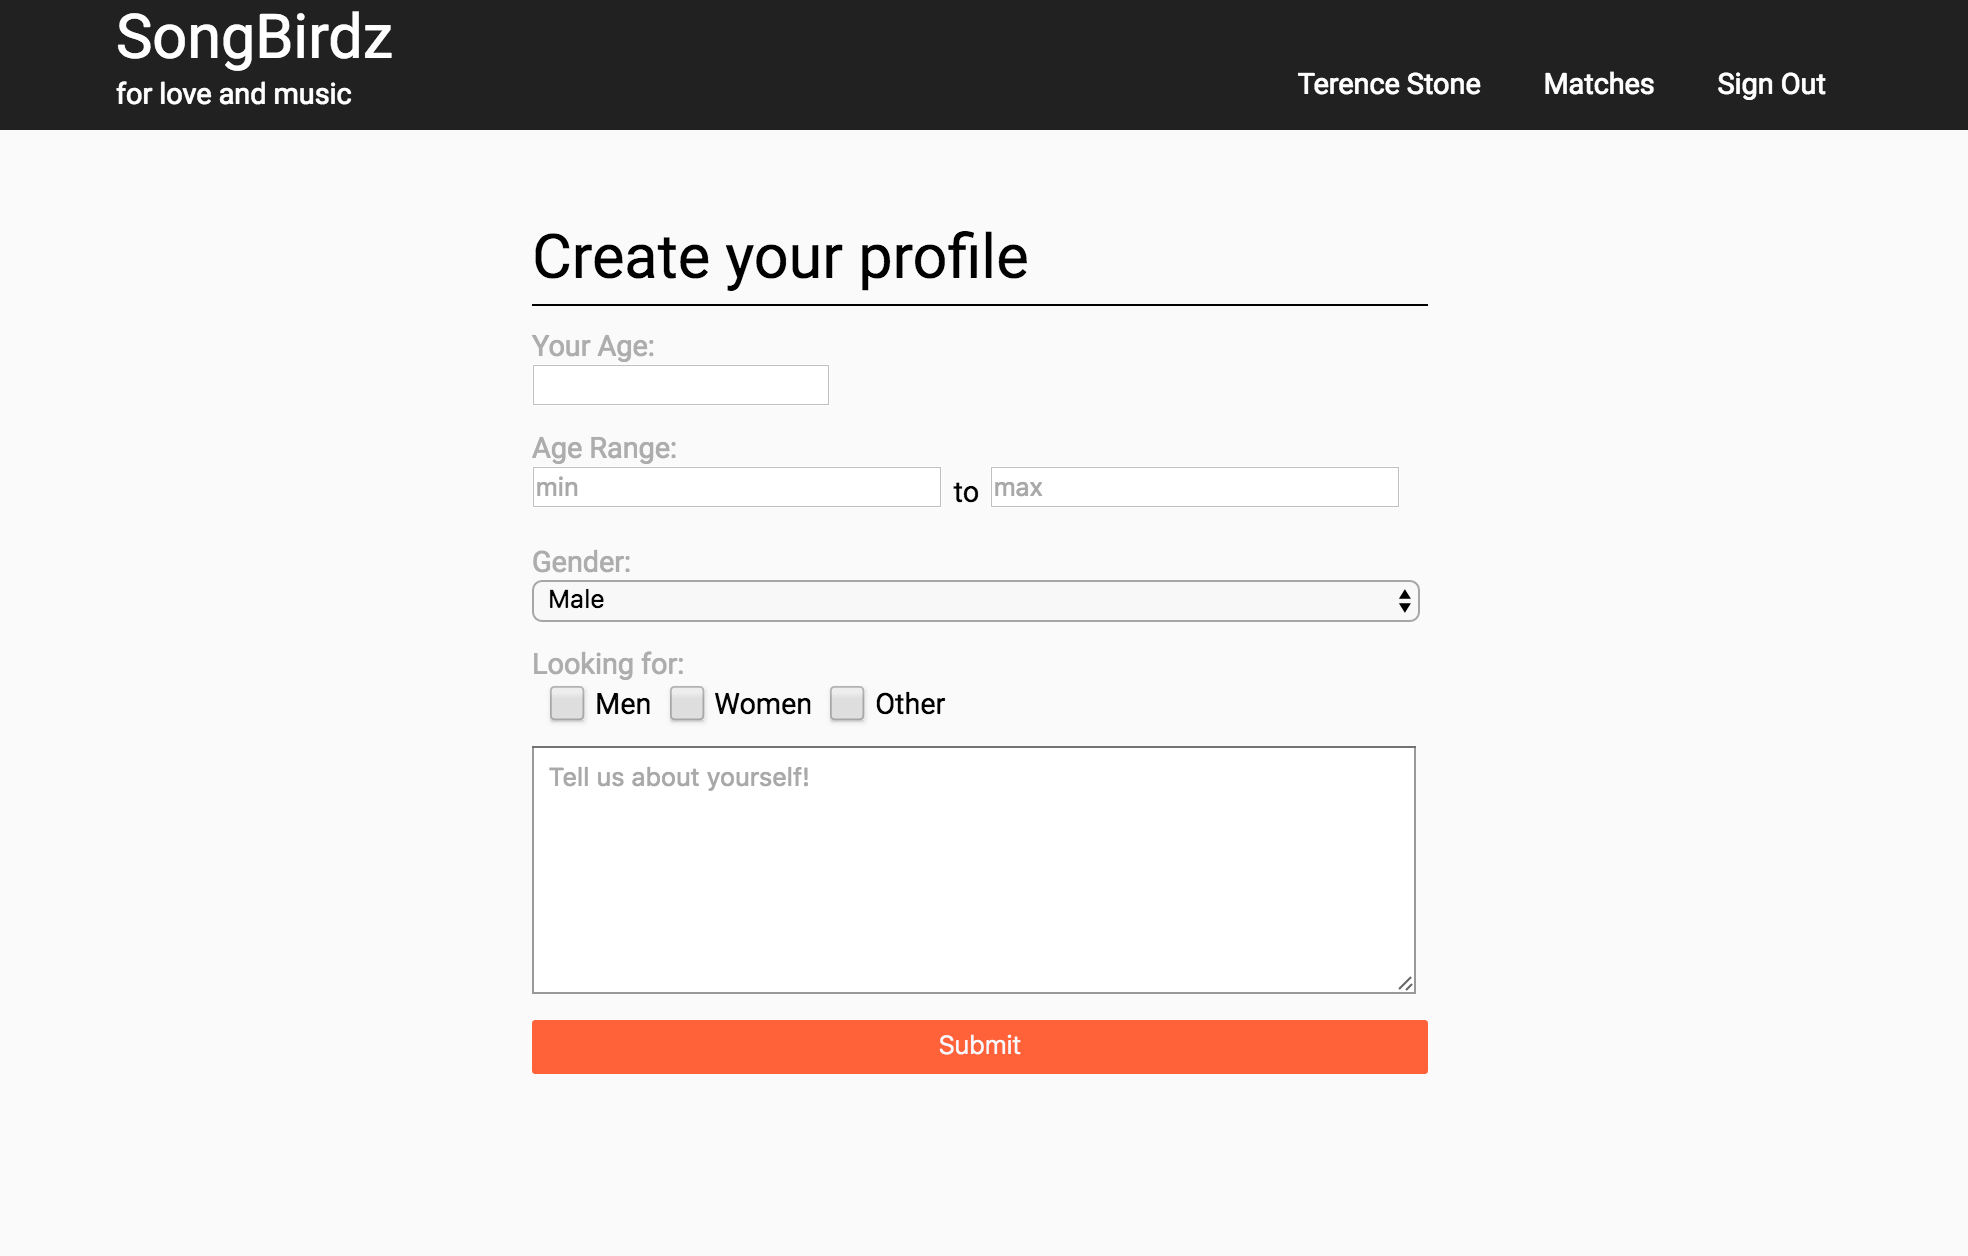 SongBirdz
for love and music
Terence Stone Matches Sign Out
Create your profile
Your Age:
Age Range:
min to max
Gender:
Male
Looking for:
Men Women Other
Tell us about yourself!
Submit